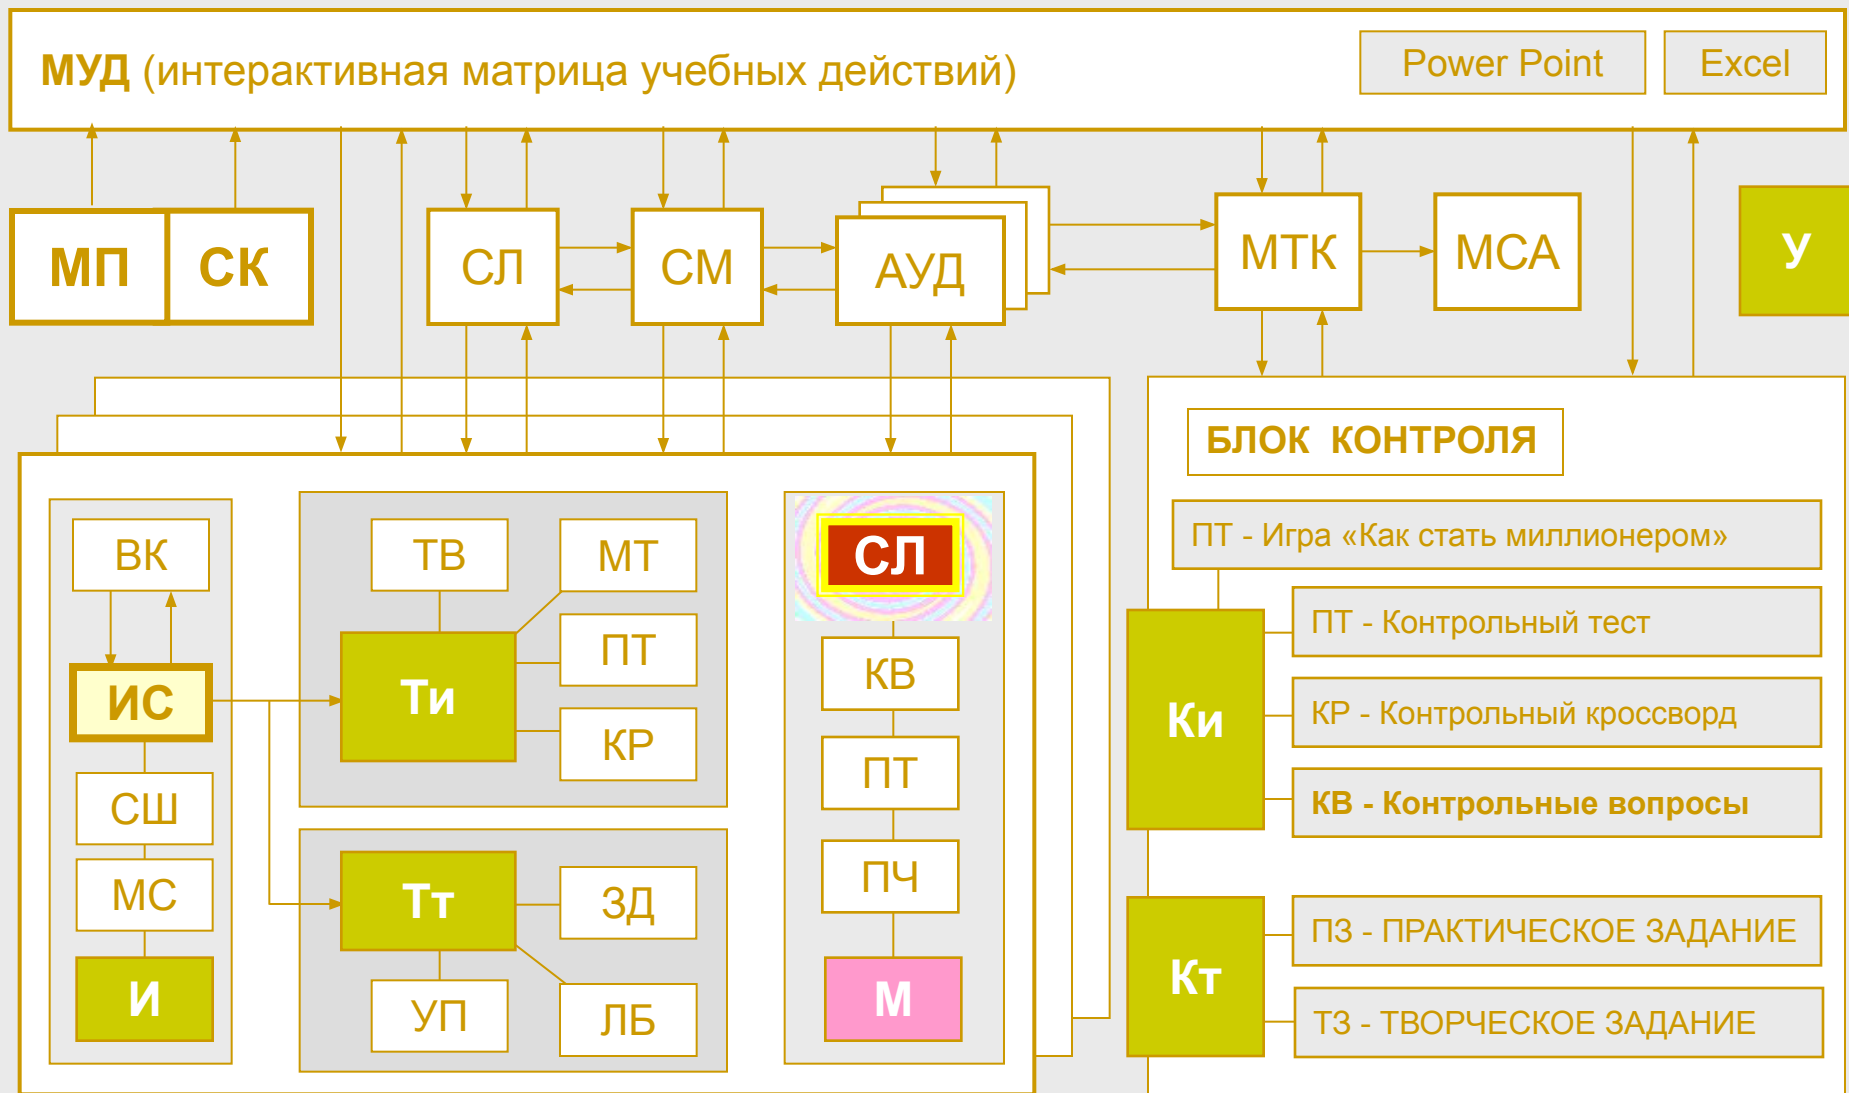 МУД (интерактивная матрица учебных действий)
Power Point
Excel
МП
СК
СЛ
СМ
АУД
МТК
МСА
У
БЛОК КОНТРОЛЯ
ВК
ИС
СШ
МС
И
ТВ
МТ
Ти
ПТ
КР
Тт
ЗД
УП
ЛБ
СЛ
КВ
ПТ
ПЧ
М
ПТ - Игра «Как стать миллионером»
Ки
ПТ - Контрольный тест
КР - Контрольный кроссворд
КВ - Контрольные вопросы
Кт
ПЗ - ПРАКТИЧЕСКОЕ ЗАДАНИЕ
ТЗ - ТВОРЧЕСКОЕ ЗАДАНИЕ